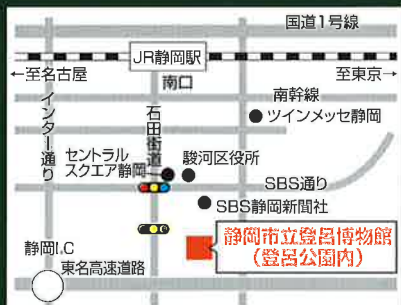 国道1号線
JR静岡駅
←至名古屋
南口
至東京→
南幹線
ツインメッセ静岡
インター通り
石田街道
セントラル
スクエア静岡
駿河区役所
SBS通り
SBS静岡新聞社
静岡I.C
東名高速道路
静岡市立登呂博物館
(登呂公園内)